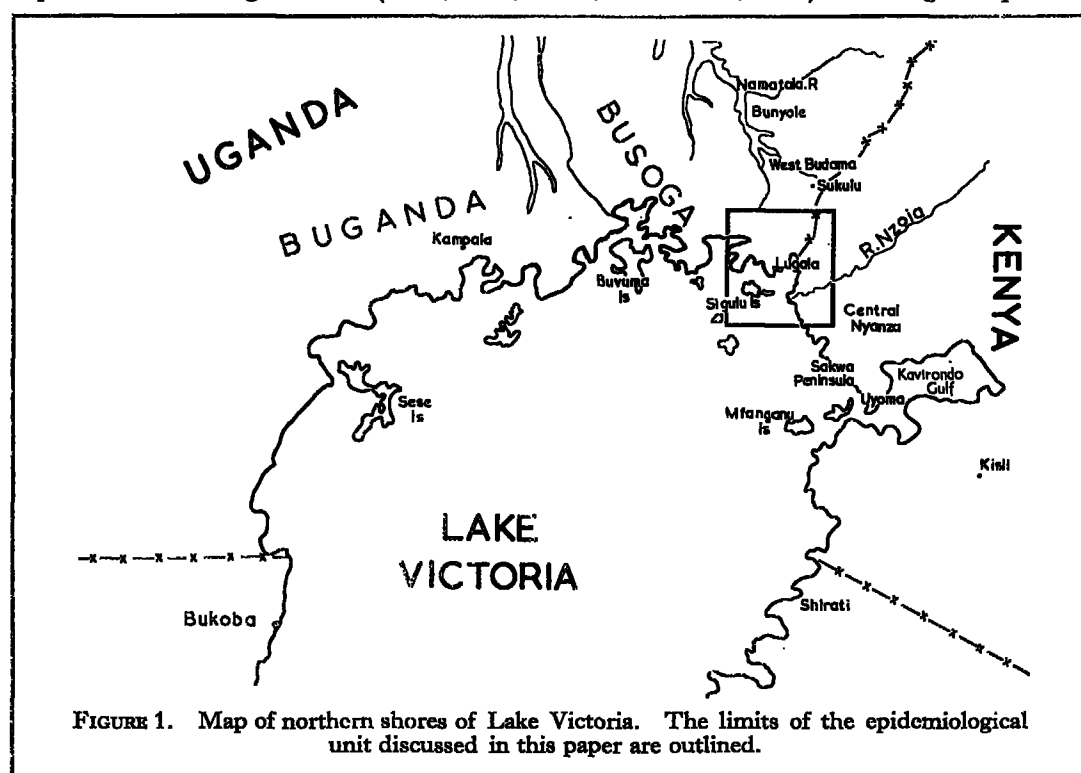 Namatala.R
Bunyole
UGANDA
BUSOGA
West Budama
Sukulu
BUGANDA
Kampala
R.Nzoia
KENYA
Lugala
Buvuma
Is
Sigulu Is
Central
Nyanza
Sakwa
Peninsula
Kavirondo
Gulf
Uyoma
Sese
Is
Mfanganu
Is
Kisii
LAKE
VICTORIA
Bukoba
Shirati
FIGURE 1. Map of northern shores of Lake Victoria. The limits of the epidemiological
unit discussed in this paper are outlined.